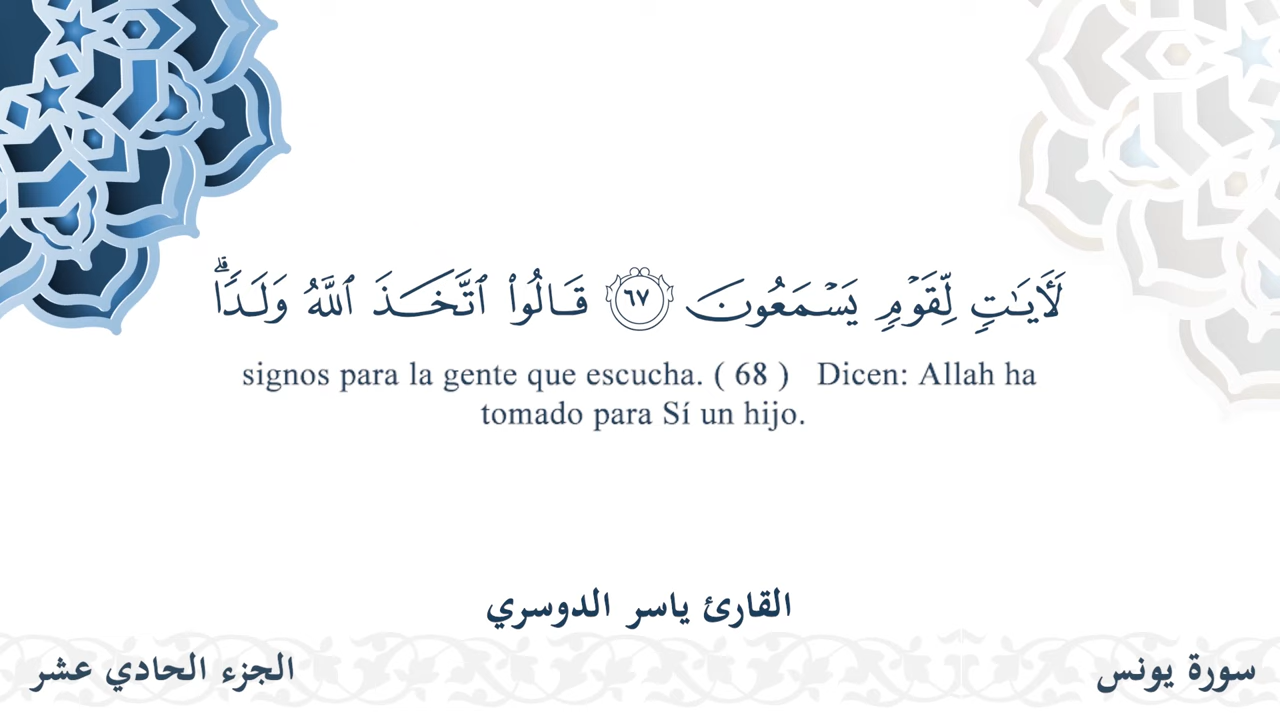 لَأٓيَٰتٖ لِّقَوۡمٖ يَسۡمَعُونَ ٦٧ قَالُواْ ٱتَّخَذَ ٱللَّهُ وَلَدٗاۗ
signos para la gente que escucha. ( 68 ) Dicen: Allah ha
tomado para Sí un hijo.
القارئ ياسر الدوسري
سورة يونس
الجزء الحادي عشر